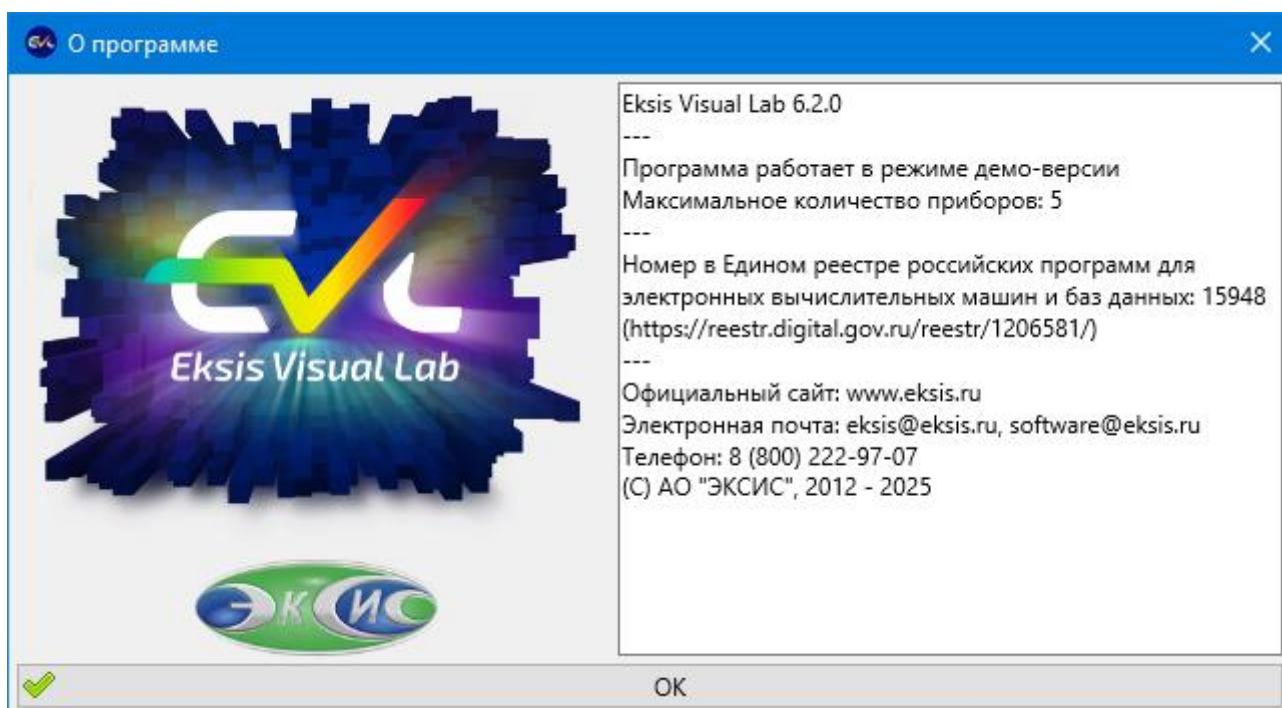 О программе
EVL
Eksis Visual Lab
ЭКСИС
Eksis Visual Lab 6.2.0
---
Программа работает в режиме демо-версии
Максимальное количество приборов: 5
---
Номер в Едином реестре российских программ для
электронных вычислительных машин и баз данных: 15948
(https://reestr.digital.gov.ru/reestr/1206581/)
---
Официальный сайт: www.eksis.ru
Электронная почта: eksis@eksis.ru, software@eksis.ru
Телефон: 8 (800) 222-97-07
(C) АО "ЭКСИС", 2012 - 2025
OK